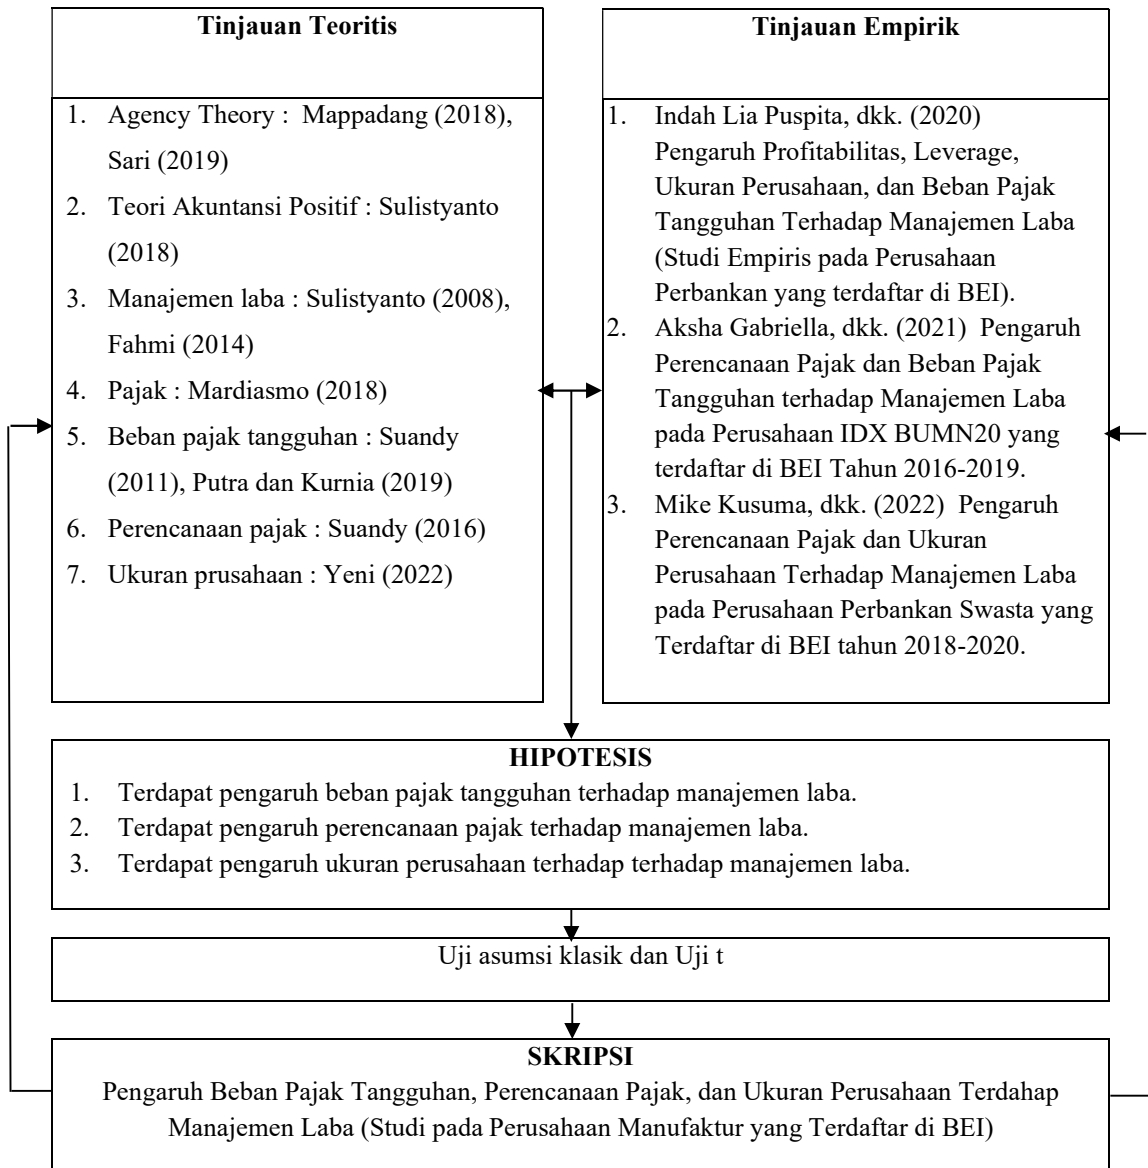 Tinjauan Teoritis
1. Agency Theory : Mappadang (2018),
Sari (2019)
2. Teori Akuntansi Positif : Sulistyanto
(2018)
3. Manajemen laba : Sulistyanto (2008),
Fahmi (2014)
4. Pajak : Mardiasmo (2018)
5. Beban pajak tangguhan : Suandy
(2011), Putra dan Kurnia (2019)
6. Perencanaan pajak : Suandy (2016)
7. Ukuran prusahaan : Yeni (2022)
Tinjauan Empirik
1. Indah Lia Puspita, dkk. (2020)
Pengaruh Profitabilitas, Leverage,
Ukuran Perusahaan, dan Beban Pajak
Tangguhan Terhadap Manajemen Laba
(Studi Empiris pada Perusahaan
Perbankan yang terdaftar di BEI).
2. Aksha Gabriella, dkk. (2021) Pengaruh
Perencanaan Pajak dan Beban Pajak
Tangguhan terhadap Manajemen Laba
pada Perusahaan IDX BUMN20 yang
terdaftar di BEI Tahun 2016-2019.
3. Mike Kusuma, dkk. (2022) Pengaruh
Perencanaan Pajak dan Ukuran
Perusahaan Terhadap Manajemen Laba
pada Perusahaan Perbankan Swasta yang
Terdaftar di BEI tahun 2018-2020.
HIPOTESIS
1. Terdapat pengaruh beban pajak tangguhan terhadap manajemen laba.
2. Terdapat pengaruh perencanaan pajak terhadap manajemen laba.
3. Terdapat pengaruh ukuran perusahaan terhadap terhadap manajemen laba.
Uji asumsi klasik dan Uji t
SKRIPSI
Pengaruh Beban Pajak Tangguhan, Perencanaan Pajak, dan Ukuran Perusahaan Terdahap
Manajemen Laba (Studi pada Perusahaan Manufaktur yang Terdaftar di BEI)